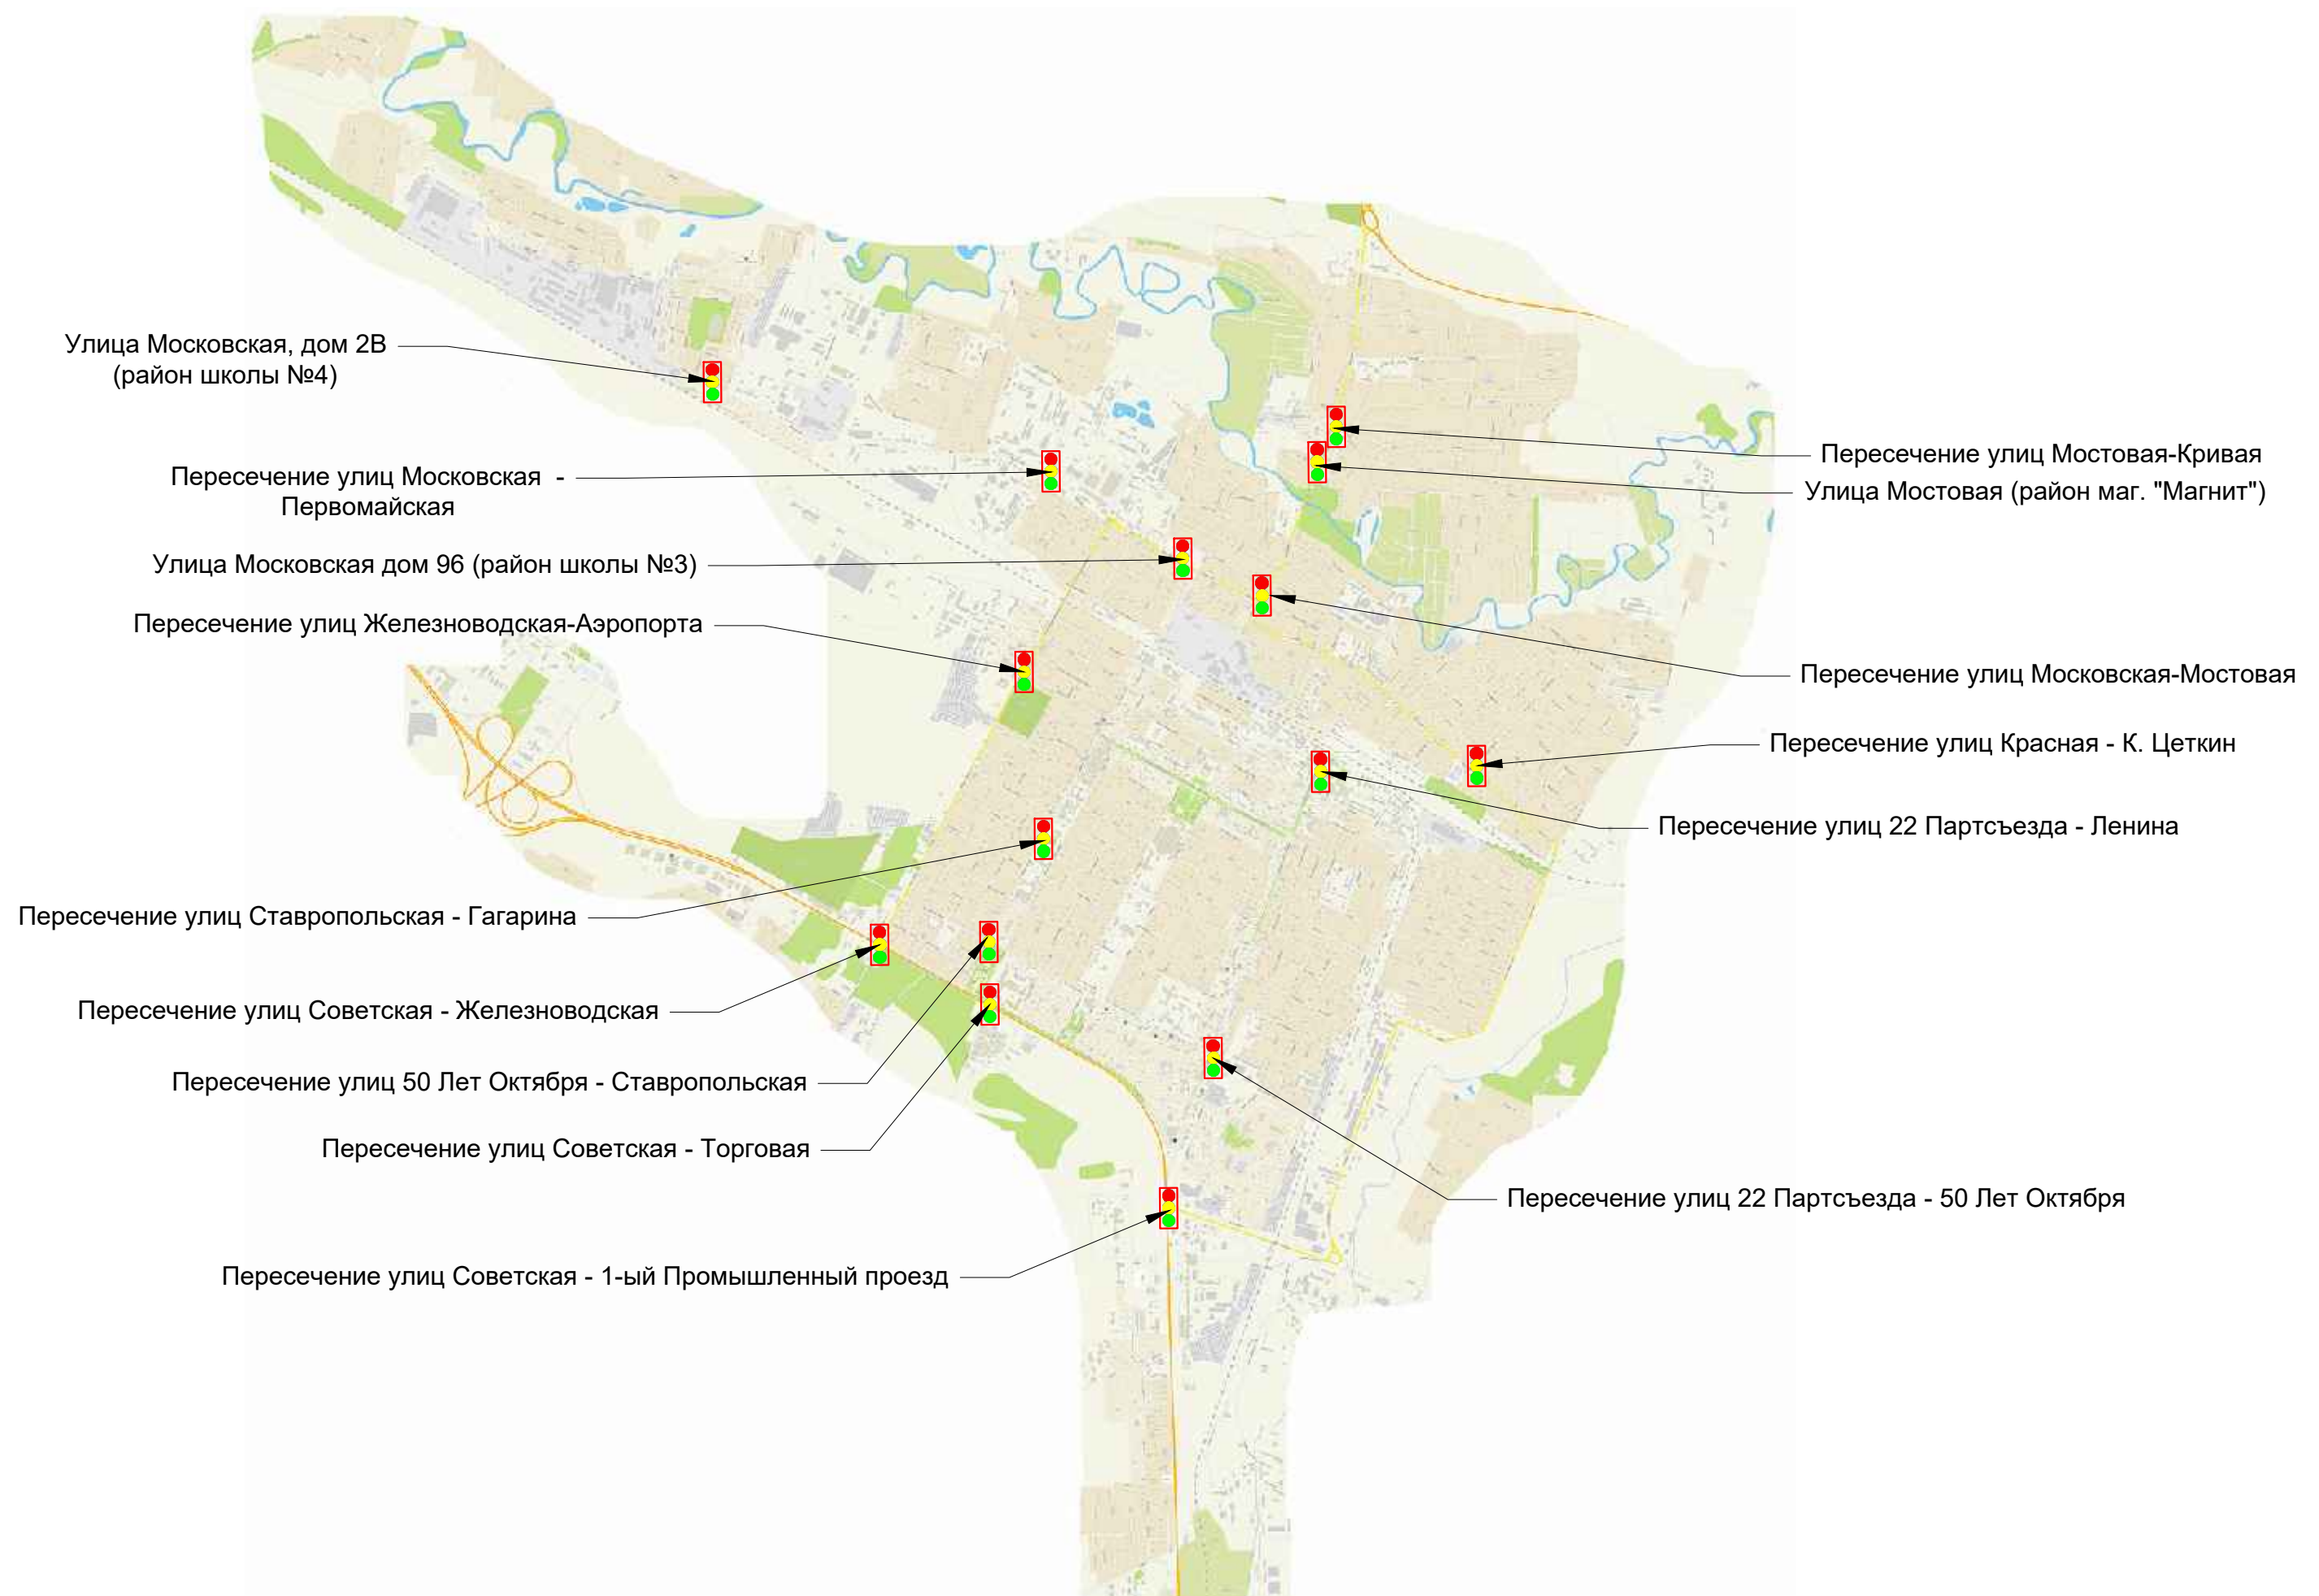 Улица Московская, дом 2В
(район школы №4)
Пересечение улиц Московская -
Первомайская
Улица Московская дом 96 (район школы №3)
Пересечение улиц Железноводская-Аэропорта
Пересечение улиц Ставропольская - Гагарина
Пересечение улиц Советская - Железноводская
Пересечение улиц 50 Лет Октября - Ставропольская
Пересечение улиц Советская - Торговая
Пересечение улиц Советская - 1-ый Промышленный проезд
Пересечение улиц Мостовая-Кривая
Улица Мостовая (район маг. "Магнит")
Пересечение улиц Московская-Мостовая
Пересечение улиц Красная - К. Цеткин
Пересечение улиц 22 Партсъезда - Ленина
Пересечение улиц 22 Партсъезда - 50 Лет Октября